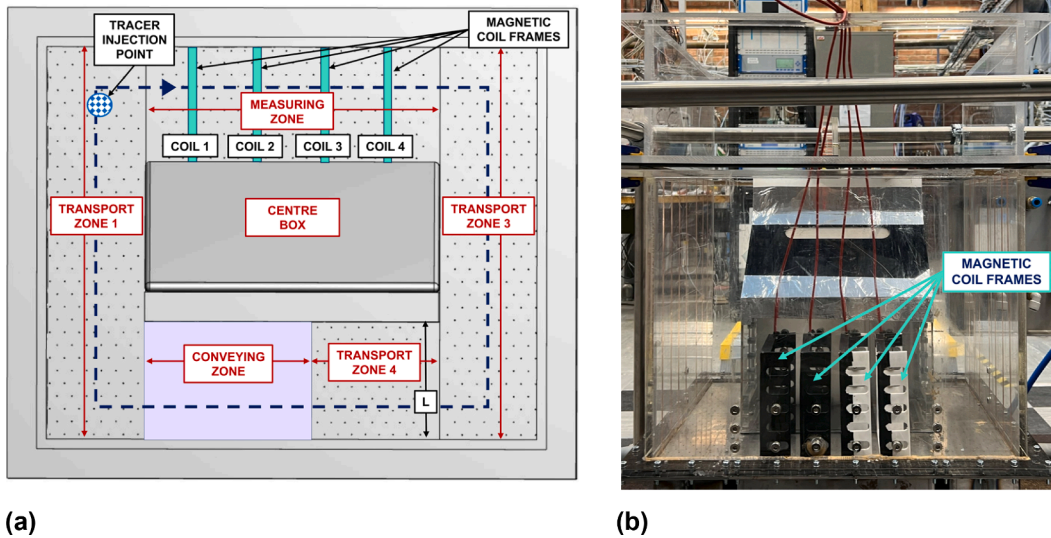 TRACER
INJECTION
POINT
MAGNETIC
COIL FRAMES
MEASURING
ZONE
COIL 1
COIL 2
COIL 3
COIL 4
TRANSPORT
ZONE 1
CENTRE
BOX
TRANSPORT
ZONE 3
CONVEYING
ZONE
TRANSPORT
ZONE 4
L
(a)
MAGNETIC
COIL FRAMES
(b)